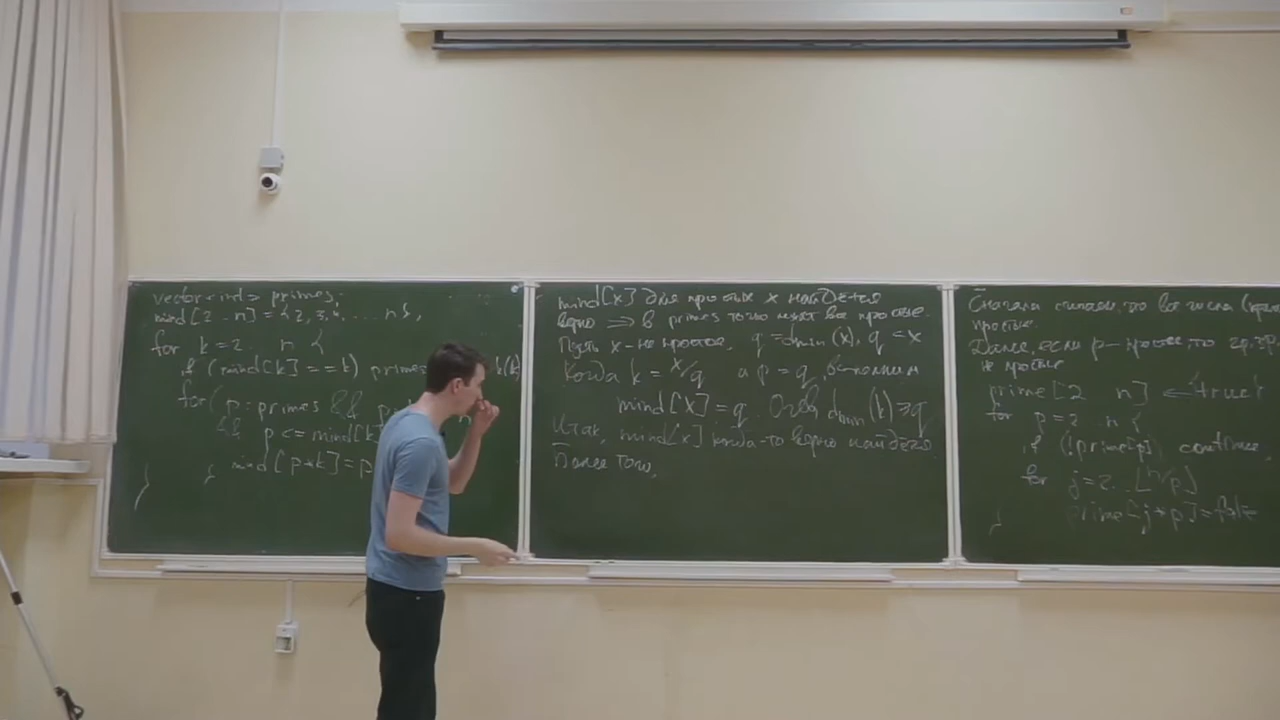 vector<int> primes;
mind[2..n] = {2, 3, 4, .... n};
for k=2..n {
if (mind[k] == k) primes (k)
for( p : primes &&
&& p <= mind[k]
mind[p*k]=p
}
}
mind[x] для простых x найдётся
верно => в primes точно лежат все простые.
Пусть x - не простое, q = dmin(x), q < x
Когда k = x/q а p = q, выполним
mind[x] = q. dmin(k) ⩾ q
Итак, mind[x] когда-то верно найдётся
Более того,
Сначала считаем, что все числа
простые.
Далее, если p - простое, то
не простые
prime[2..n] <= true
for p=2..n {
if (!prime[p]) continue;
for j=2..[n/p]
prime[j*p]=false
}